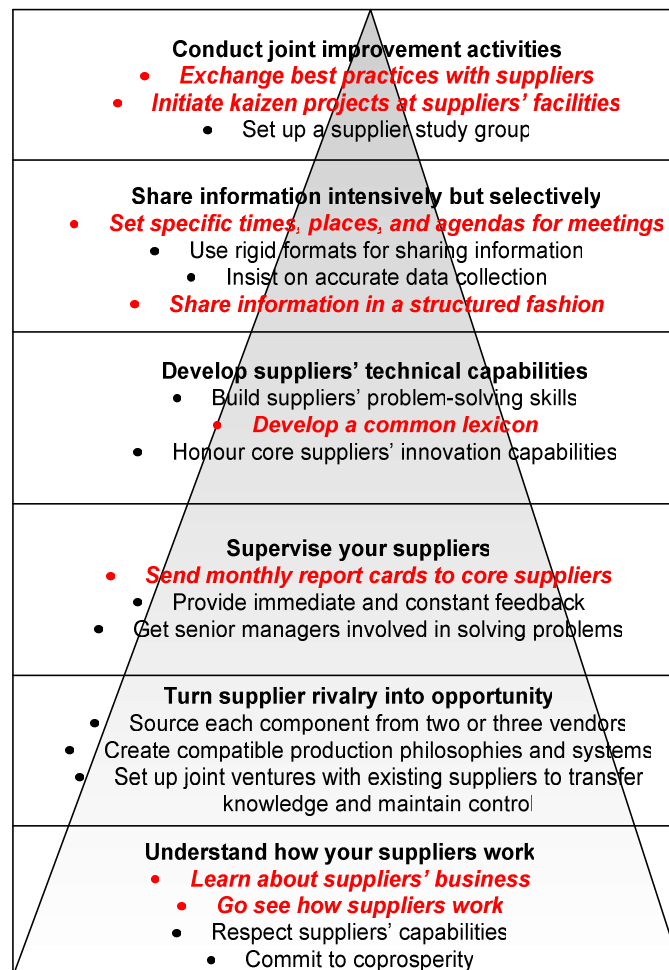 Conduct joint improvement activities
• Exchange best practices with suppliers
• Initiate kaizen projects at suppliers’ facilities
• Set up a supplier study group
Share information intensively but selectively
• Set specific times, places, and agendas for meetings
• Use rigid formats for sharing information
• Insist on accurate data collection
• Share information in a structured fashion
Develop suppliers’ technical capabilities
• Build suppliers’ problem-solving skills
• Develop a common lexicon
• Honour core suppliers’ innovation capabilities
Supervise your suppliers
• Send monthly report cards to core suppliers
• Provide immediate and constant feedback
• Get senior managers involved in solving problems
Turn supplier rivalry into opportunity
• Source each component from two or three vendors
• Create compatible production philosophies and systems
• Set up joint ventures with existing suppliers to transfer
knowledge and maintain control
Understand how your suppliers work
• Learn about suppliers’ business
• Go see how suppliers work
• Respect suppliers’ capabilities
• Commit to coprosperity